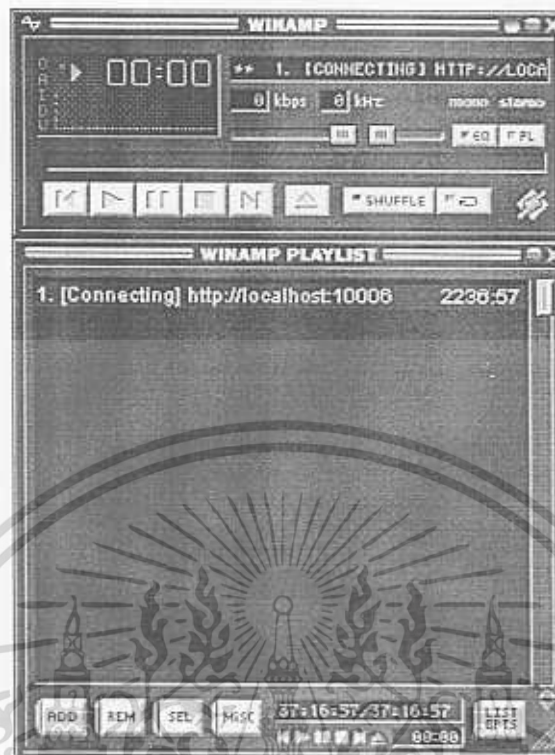 WINAMP
00:00
** 1. [CONNECTING] HTTP://LOCA
0 kbps 0 kHz mono stereo
EQ PL
SHUFFLE
WINAMP PLAYLIST
1. [Connecting] http://localhost:10006 2236:57
ADD REM SEL MISC 37:16:57/37:16:57 LIST OPTS
00:00